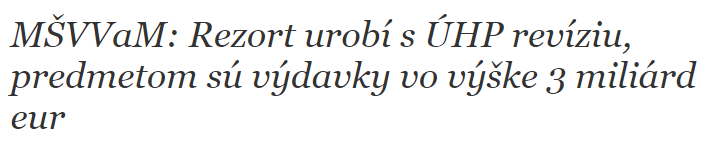 MŠVVaM: Rezort urobí s ÚHP revíziu,
predmetom sú výdavky vo výške 3 miliárd
eur